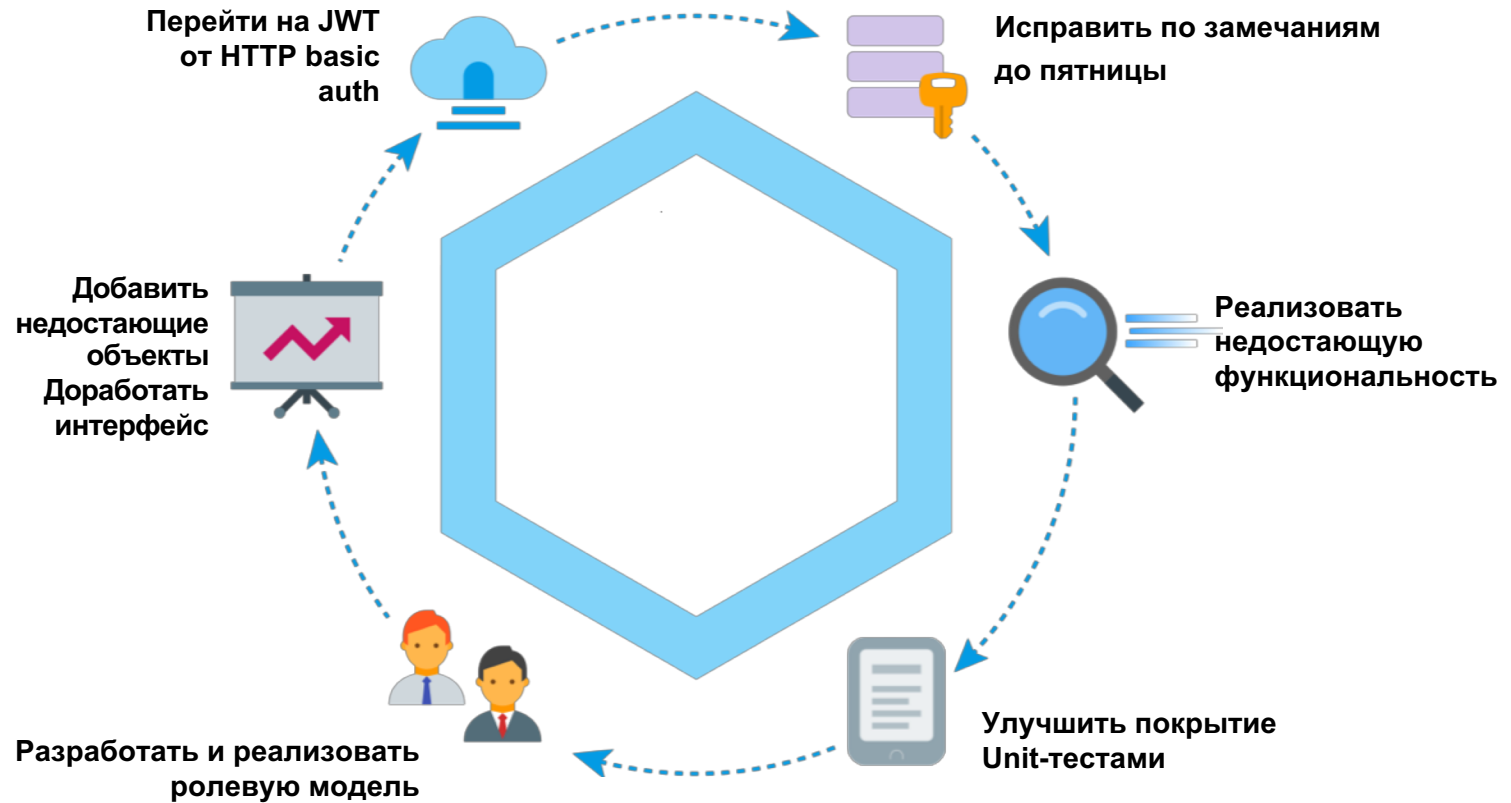 Перейти на JWT
от HTTP basic
auth
Исправить по замечаниям
до пятницы
Добавить
недостающие
объекты
Доработать
интерфейс
Реализовать
недостающую
функциональность
Улучшить покрытие
Unit-тестами
Разработать и реализовать
ролевую модель